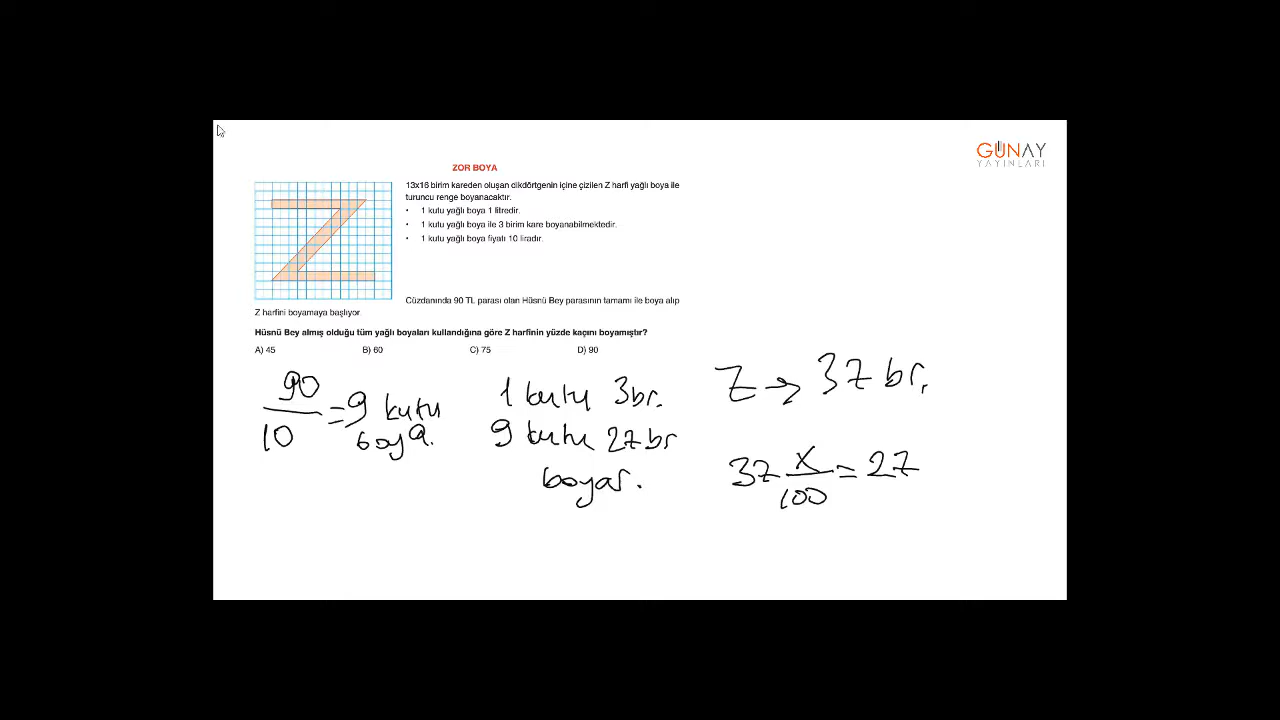 GÜNAY
YAYINLARI
ZOR BOYA
13x16 birim kareden oluşan dikdörtgenin içine çizilen Z harfi yağlı boya ile
turuncu renge boyanacaktır.
• 1 kutu yağlı boya 1 litredir.
• 1 kutu yağlı boya ile 3 birim kare boyanabilmektedir.
• 1 kutu yağlı boya fiyatı 10 liradır.
Cüzdanında 90 TL parası olan Hüsnü Bey parasının tamamı ile boya alıp
Z harfini boyamaya başlıyor.
Hüsnü Bey almış olduğu tüm yağlı boyaları kullandığına göre Z harfinin yüzde kaçını boyamıştır?
A) 45 B) 60 C) 75 D) 90
90/10 = 9 kutu
boya.
1 kutu 3br.
9 kutu 27br
boyar.
Z → 37 br.
37 x/100 = 27